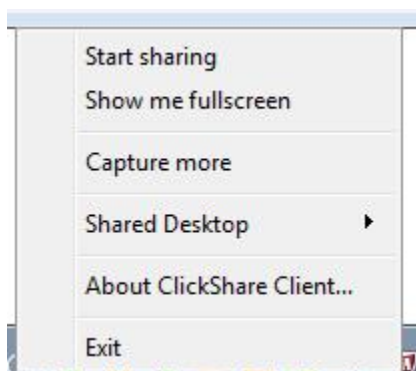 Start sharing
Show me fullscreen
Capture more
Shared Desktop
About ClickShare Client...
Exit